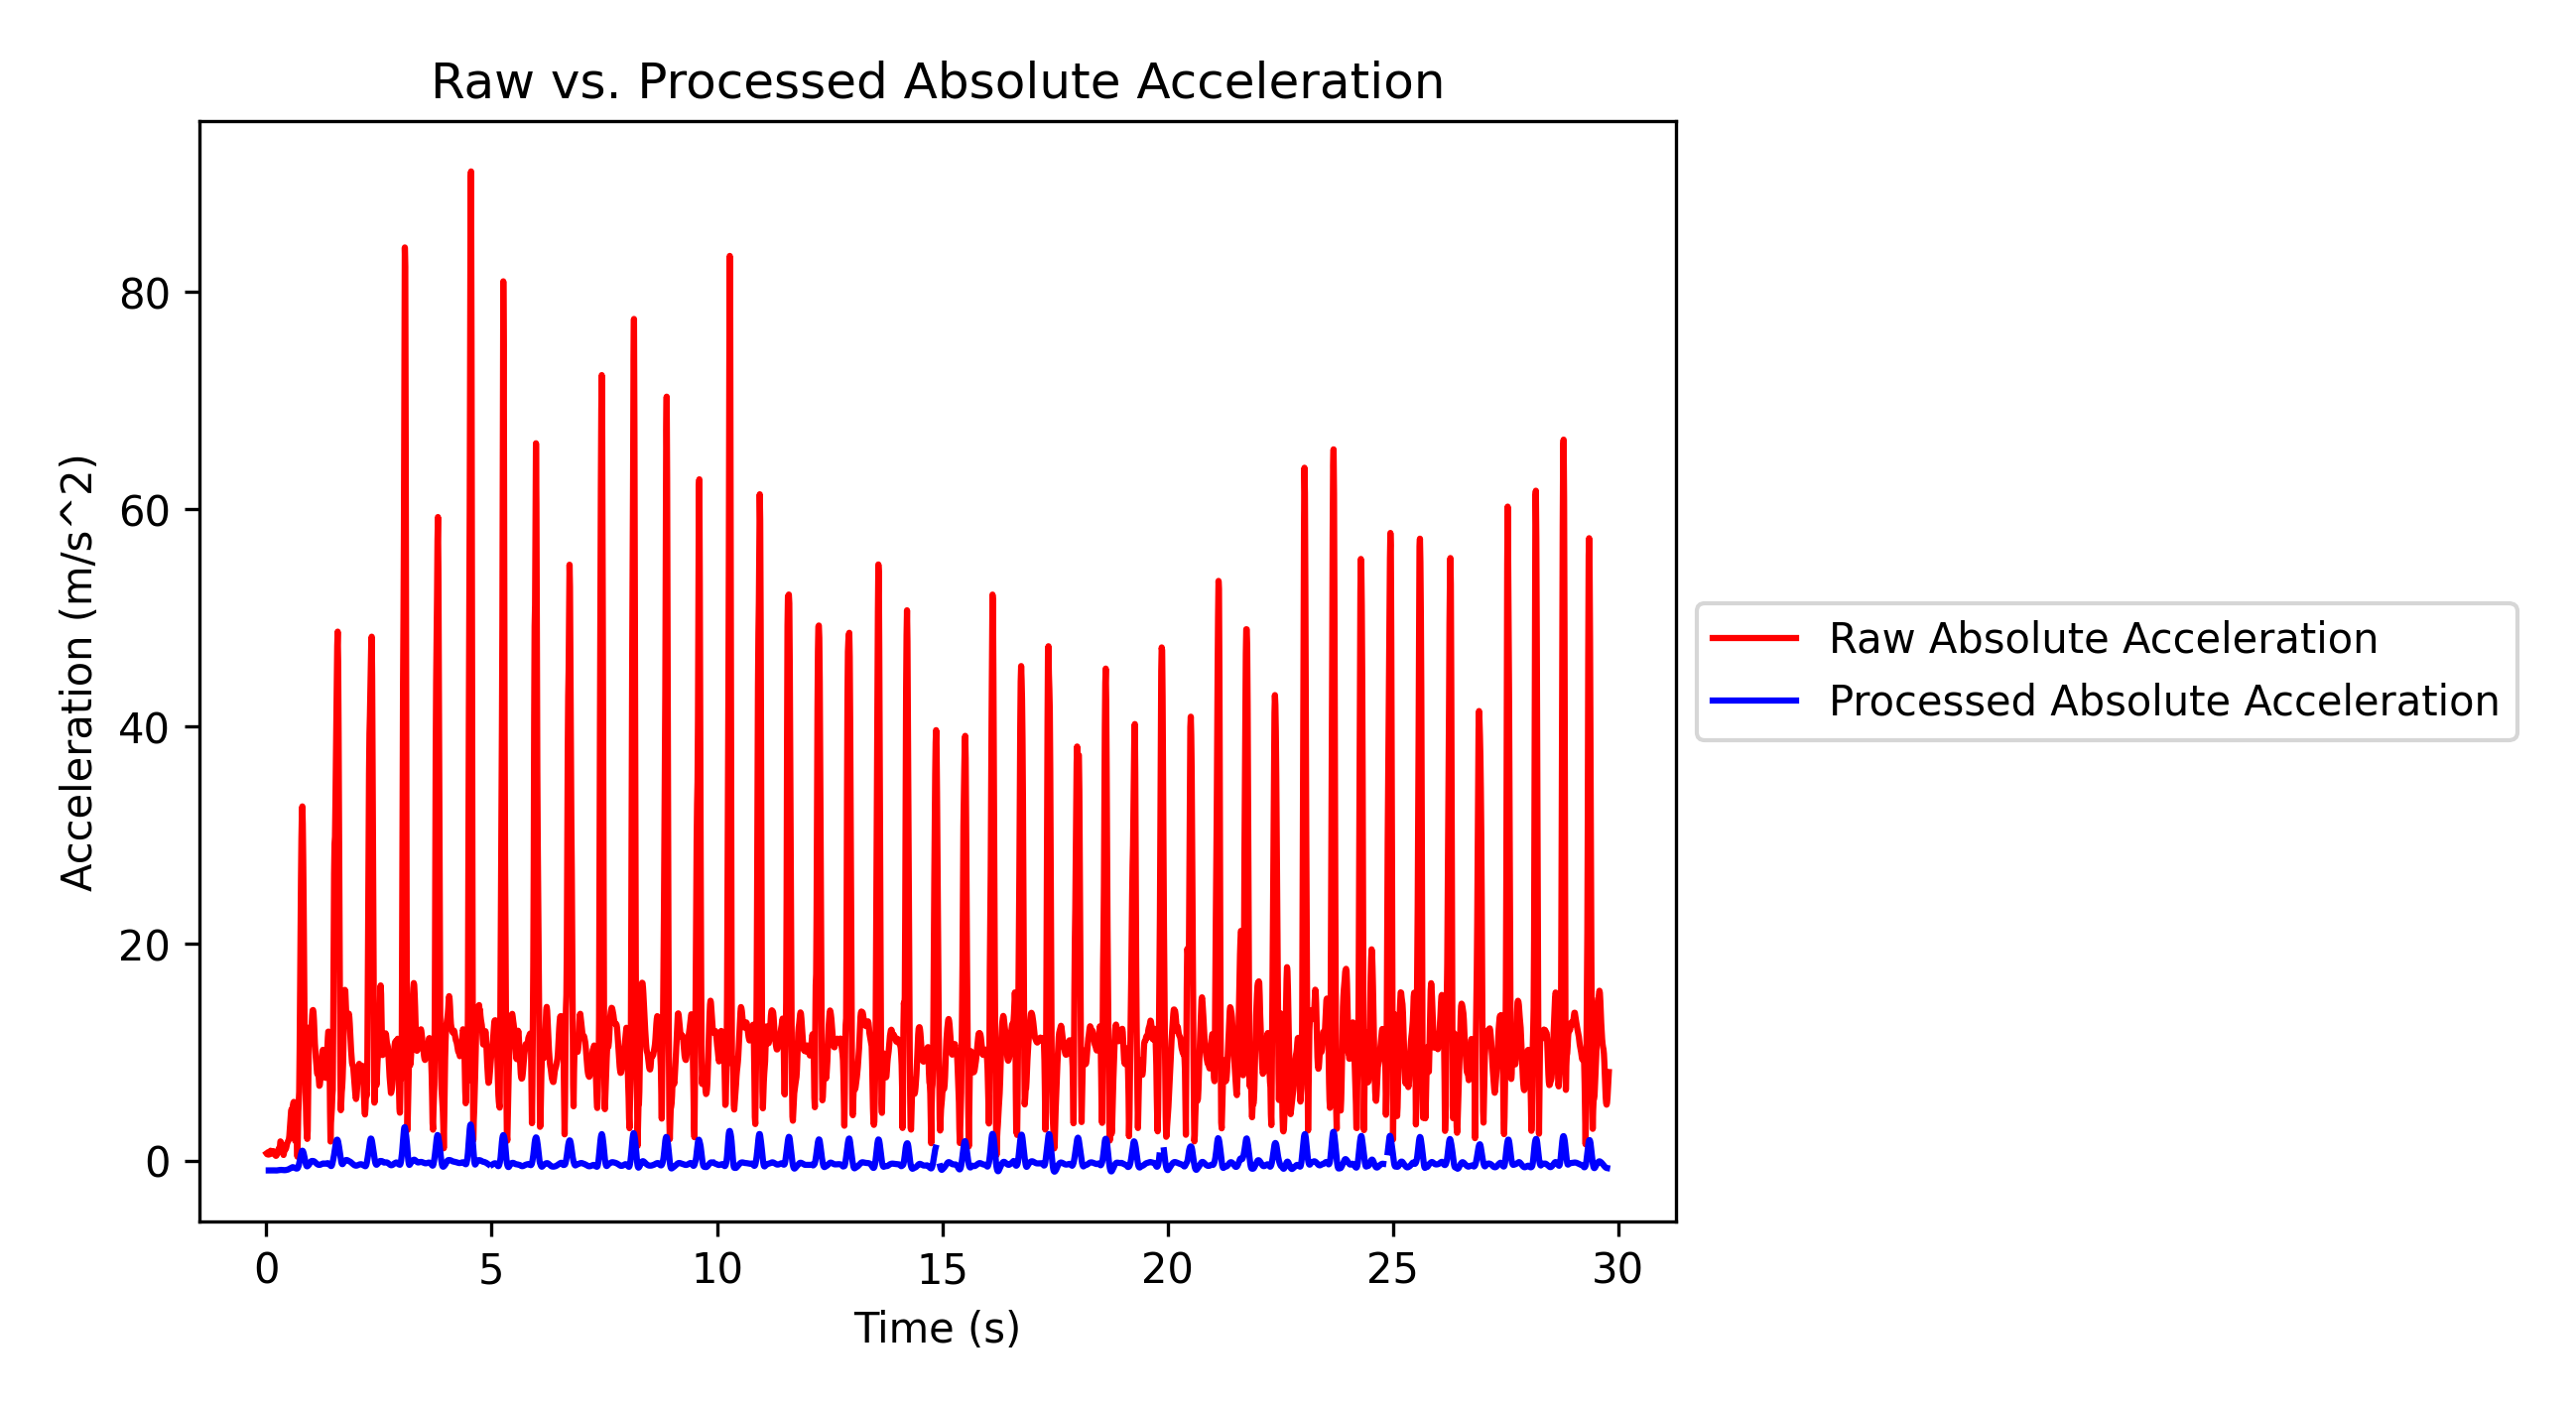 Raw vs. Processed Absolute Acceleration
Acceleration (m/s^2)
80
60
40
20
0
0 5 10 15 20 25 30
Time (s)
Raw Absolute Acceleration
Processed Absolute Acceleration